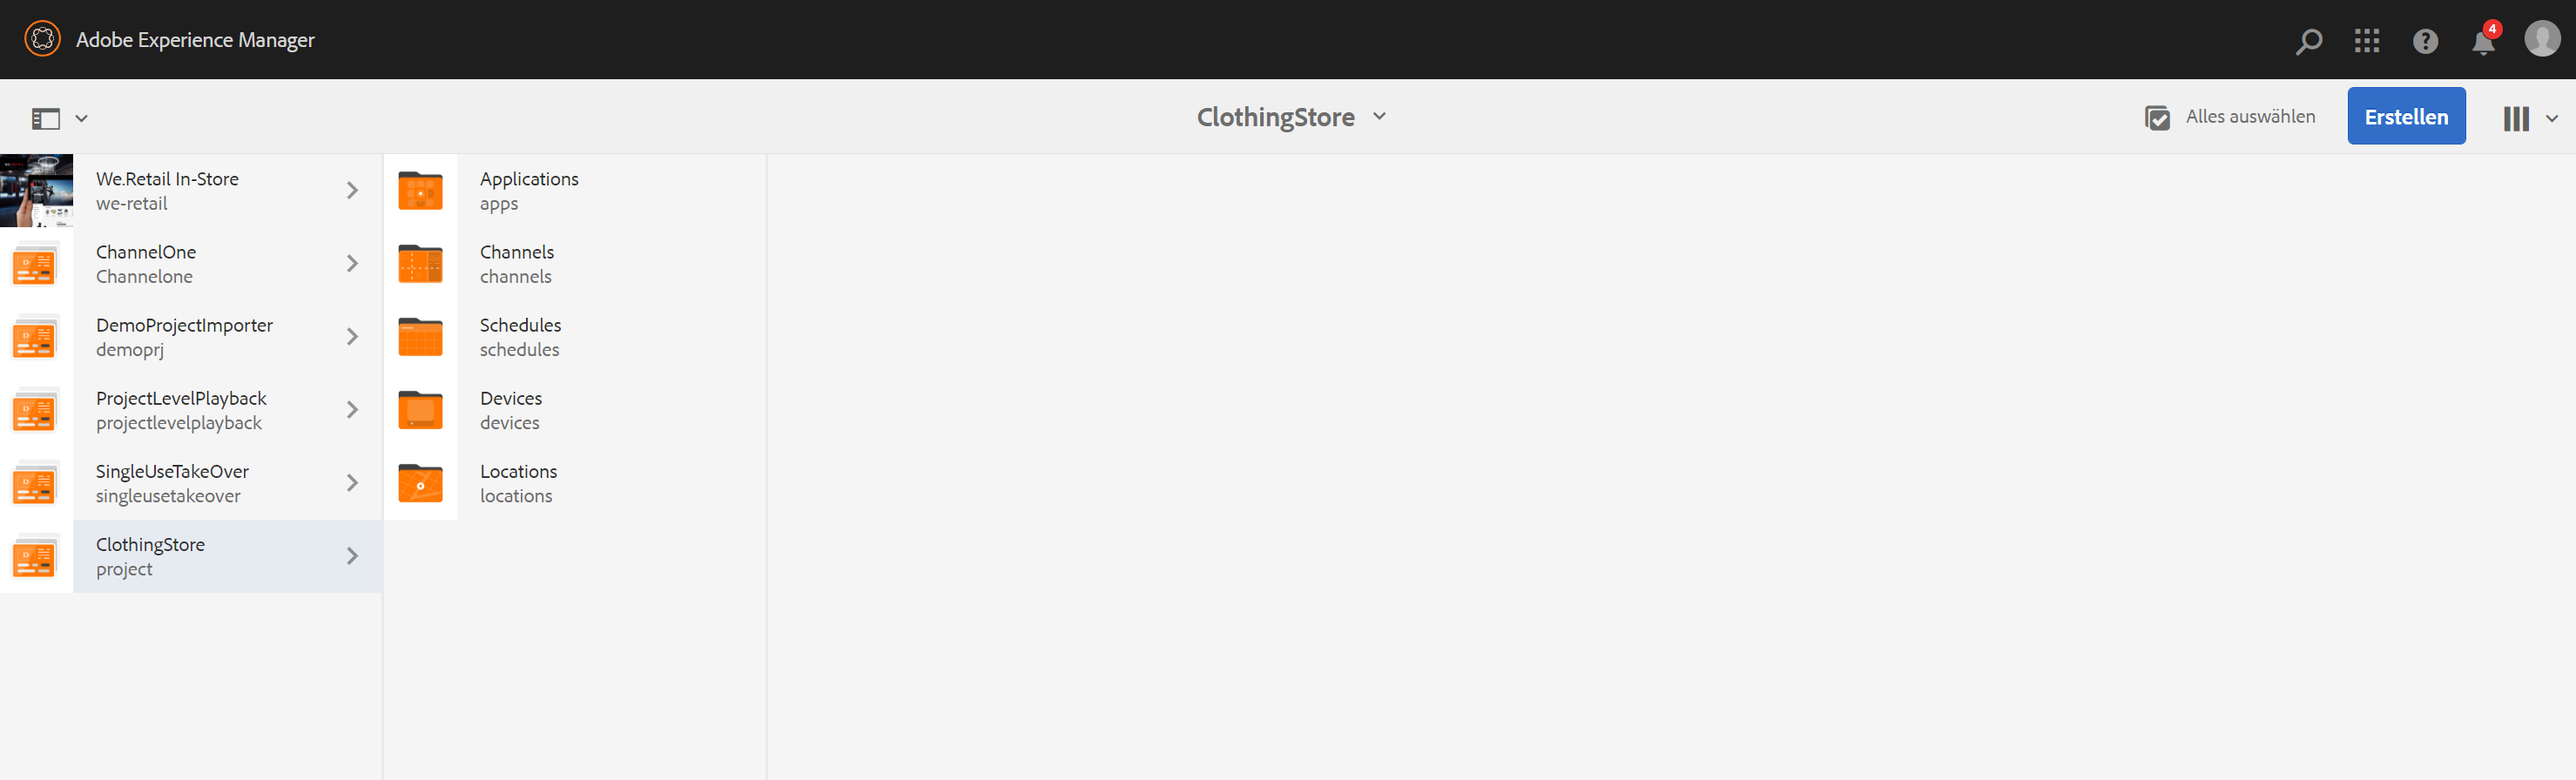 Adobe Experience Manager
4
ClothingStore
Alles auswählen
Erstellen
We.Retail In-Store
we-retail
ChannelOne
Channelone
DemoProjectImporter
demoprj
ProjectLevelPlayback
projectlevelplayback
SingleUseTakeOver
singleusetakeover
ClothingStore
project
Applications
apps
Channels
channels
Schedules
schedules
Devices
devices
Locations
locations